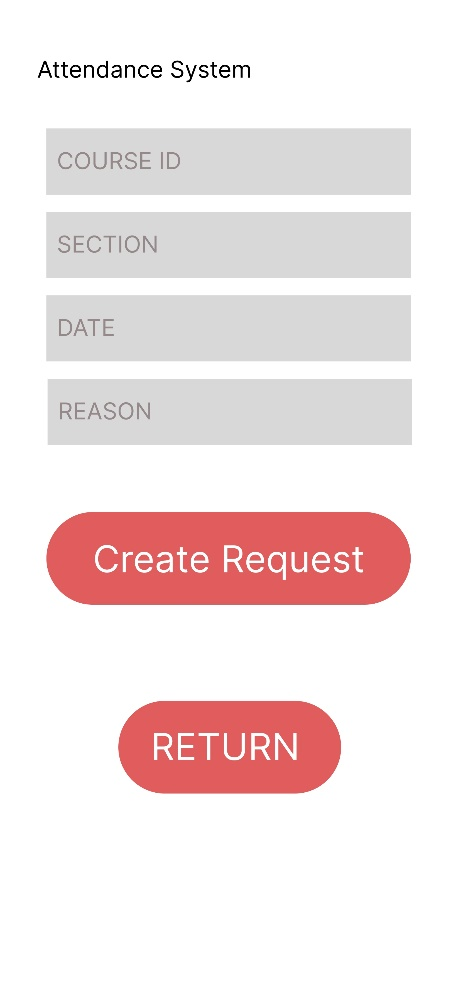 Attendance System
COURSE ID
SECTION
DATE
REASON
Create Request
RETURN